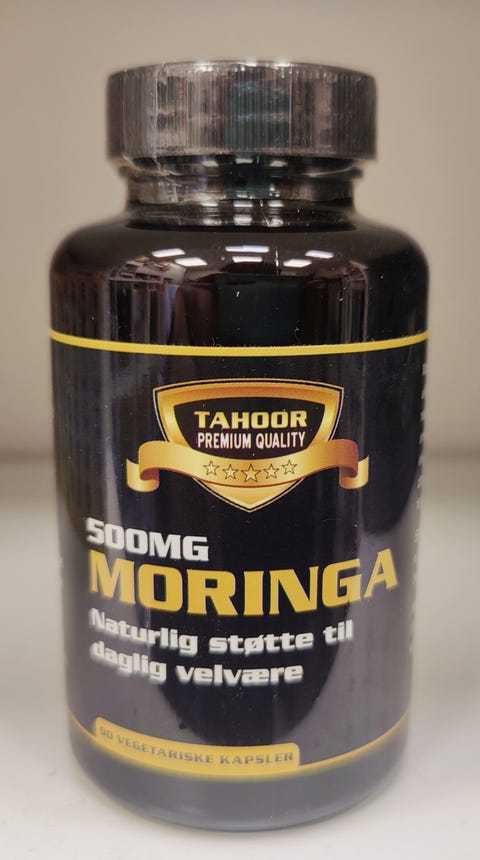 TAHOOR
PREMIUM QUALITY
500MG
MORINGA
Naturlig støtte til
daglig velvære
90 VEGETARISKE KAPSLER